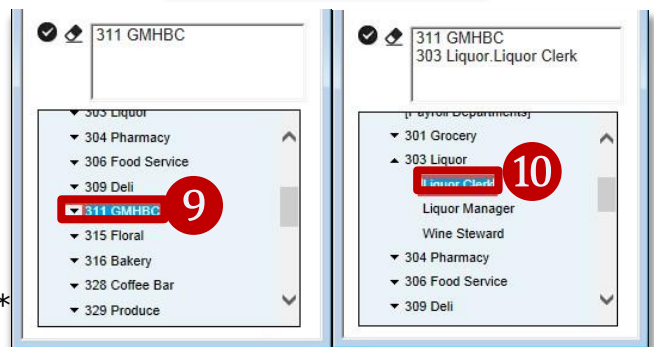 311 GMHBC
303 Liquor
304 Pharmacy
306 Food Service
309 Deli
311 GMHBC
9
315 Floral
316 Bakery
328 Coffee Bar
329 Produce
*
311 GMHBC
303 Liquor.Liquor Clerk
[Payroll Departments]
301 Grocery
303 Liquor
Liquor Clerk
10
Liquor Manager
Wine Steward
304 Pharmacy
306 Food Service
309 Deli